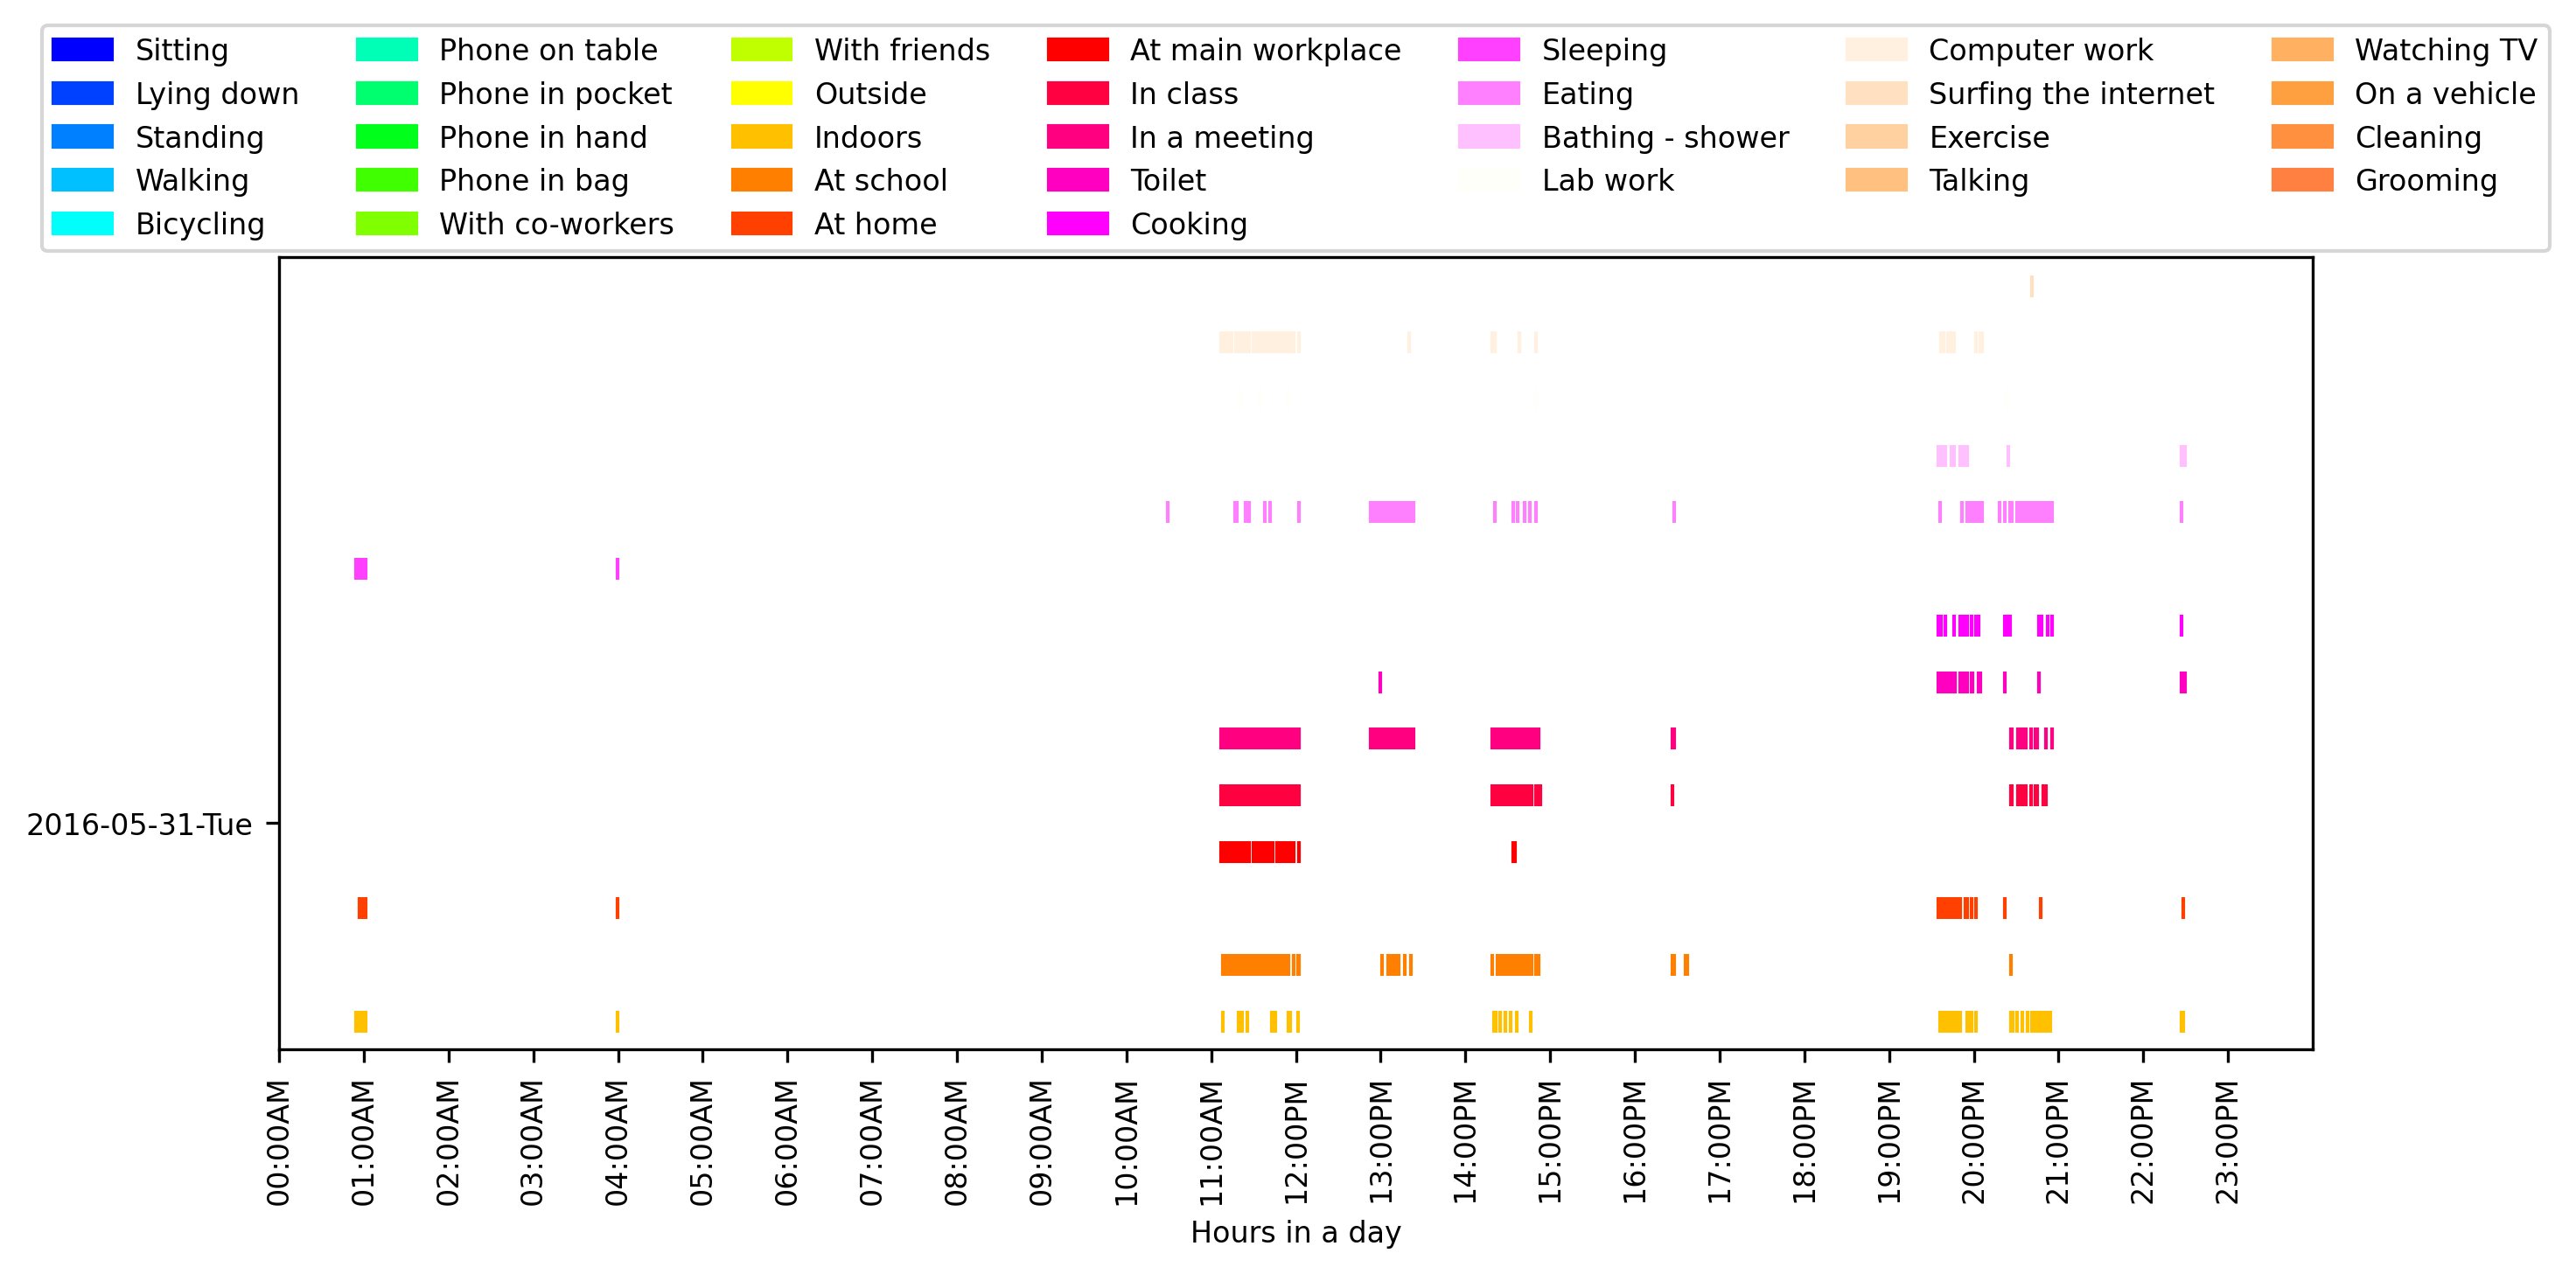 Sitting
Lying down
Standing
Walking
Bicycling
Phone on table
Phone in pocket
Phone in hand
Phone in bag
With co-workers
With friends
Outside
Indoors
At school
At home
At main workplace
In class
In a meeting
Toilet
Cooking
Sleeping
Eating
Bathing - shower
Lab work
Computer work
Surfing the internet
Exercise
Talking
Watching TV
On a vehicle
Cleaning
Grooming
2016-05-31-Tue
00:00AM
01:00AM
02:00AM
03:00AM
04:00AM
05:00AM
06:00AM
07:00AM
08:00AM
09:00AM
10:00AM
11:00AM
12:00PM
13:00PM
14:00PM
15:00PM
16:00PM
17:00PM
18:00PM
19:00PM
20:00PM
21:00PM
22:00PM
23:00PM
Hours in a day